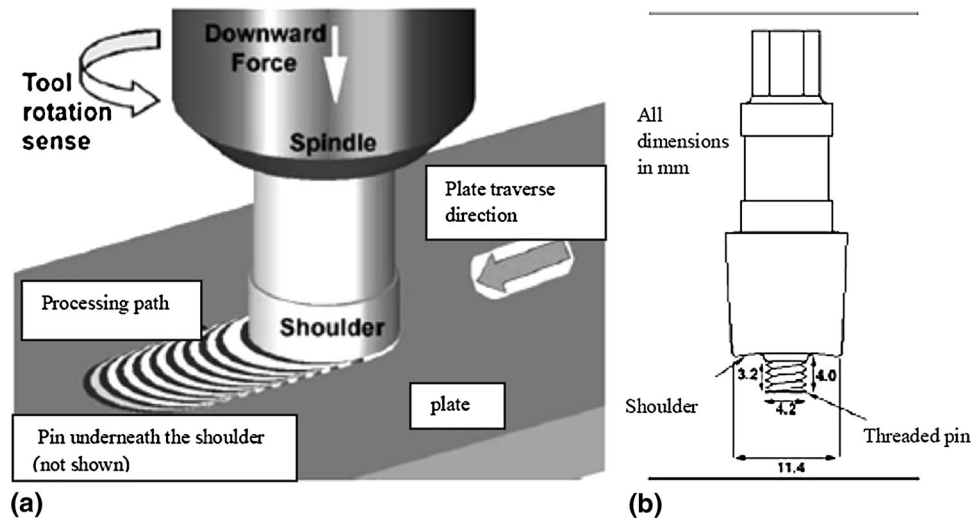 Downward
Force
Tool
rotation
sense
Spindle
Plate traverse
direction
Processing path
Shoulder
plate
Pin underneath the shoulder
(not shown)
(a)
All
dimensions
in mm
3.2
4.0
4.2
Shoulder
Threaded pin
11.4
(b)